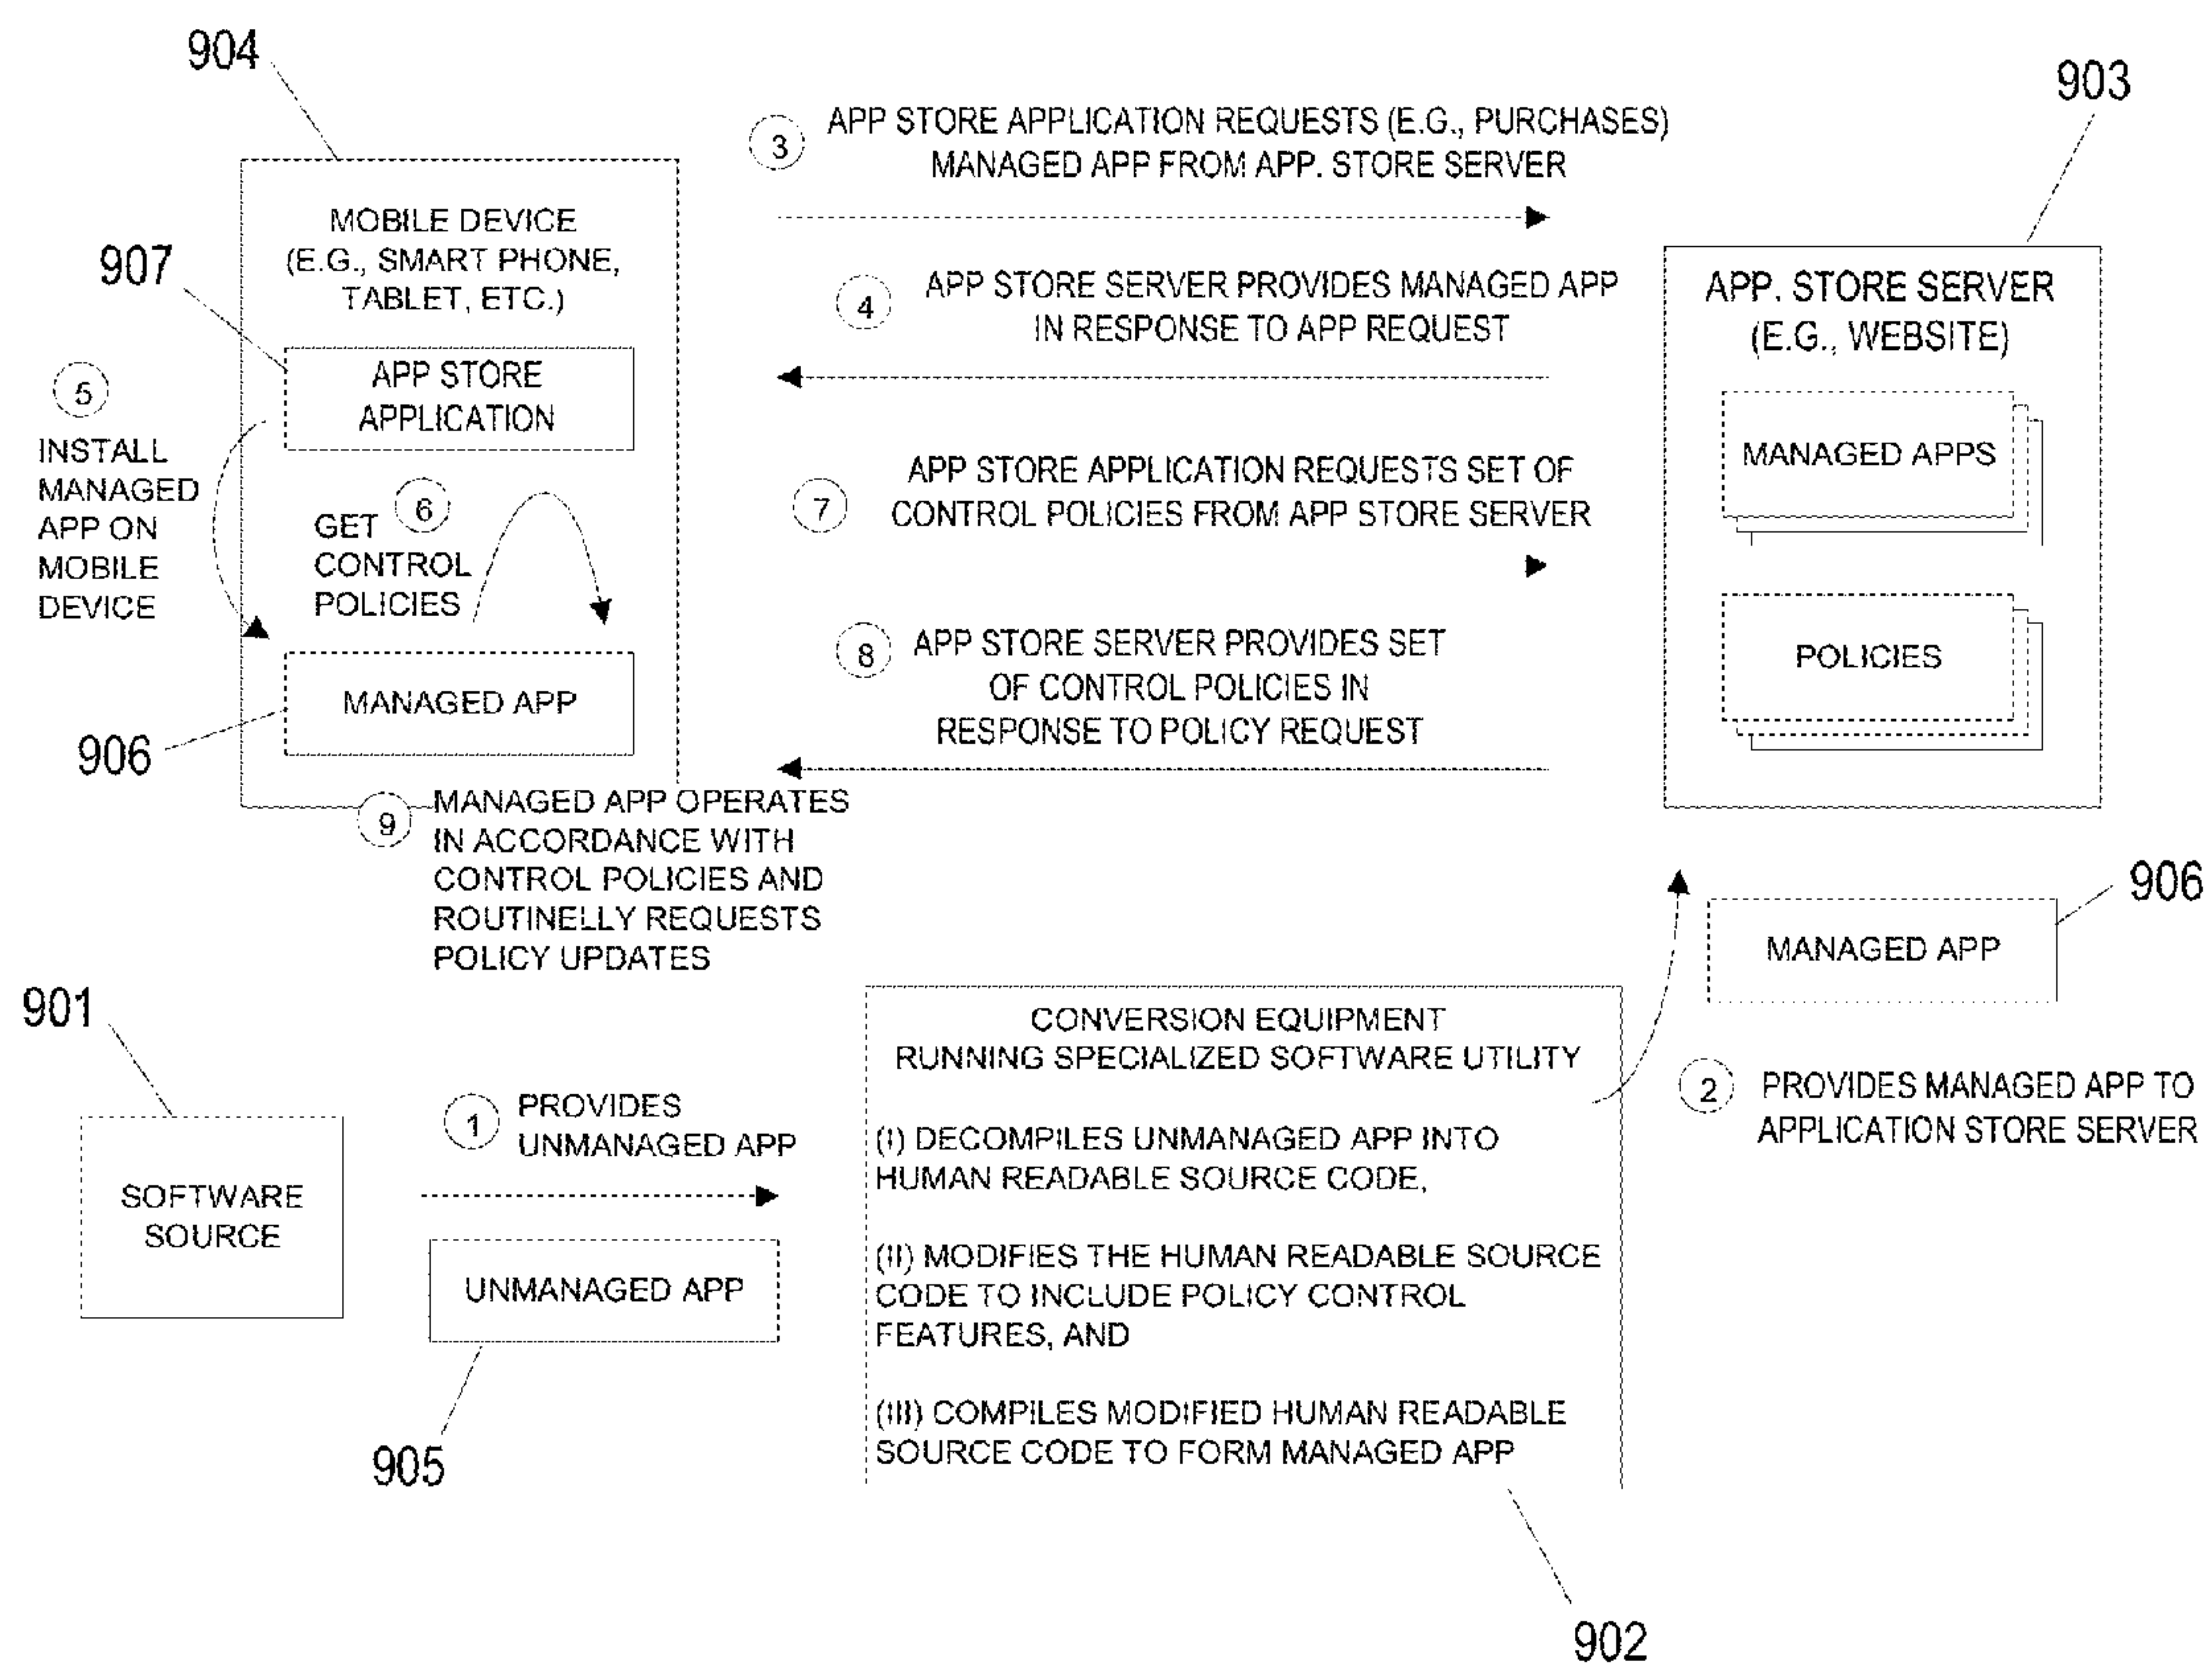 904
903
3
APP STORE APPLICATION REQUESTS (E.G., PURCHASES)
MANAGED APP FROM APP. STORE SERVER
MOBILE DEVICE
(E.G., SMART PHONE,
TABLET, ETC.)
907
4
APP STORE SERVER PROVIDES MANAGED APP
IN RESPONSE TO APP REQUEST
APP. STORE SERVER
(E.G., WEBSITE)
APP STORE
APPLICATION
5
INSTALL
MANAGED
APP ON
MOBILE
DEVICE
6
GET
CONTROL
POLICIES
7
APP STORE APPLICATION REQUESTS SET OF
CONTROL POLICIES FROM APP STORE SERVER
MANAGED APPS
8
APP STORE SERVER PROVIDES SET
OF CONTROL POLICIES IN
RESPONSE TO POLICY REQUEST
POLICIES
MANAGED APP
906
9
MANAGED APP OPERATES
IN ACCORDANCE WITH
CONTROL POLICIES AND
ROUTINELLY REQUESTS
POLICY UPDATES
906
MANAGED APP
2
PROVIDES MANAGED APP TO
APPLICATION STORE SERVER
901
SOFTWARE
SOURCE
1
PROVIDES
UNMANAGED APP
UNMANAGED APP
905
CONVERSION EQUIPMENT
RUNNING SPECIALIZED SOFTWARE UTILITY
(I) DECOMPILES UNMANAGED APP INTO
HUMAN READABLE SOURCE CODE,
(II) MODIFIES THE HUMAN READABLE SOURCE
CODE TO INCLUDE POLICY CONTROL
FEATURES, AND
(III) COMPILES MODIFIED HUMAN READABLE
SOURCE CODE TO FORM MANAGED APP
902